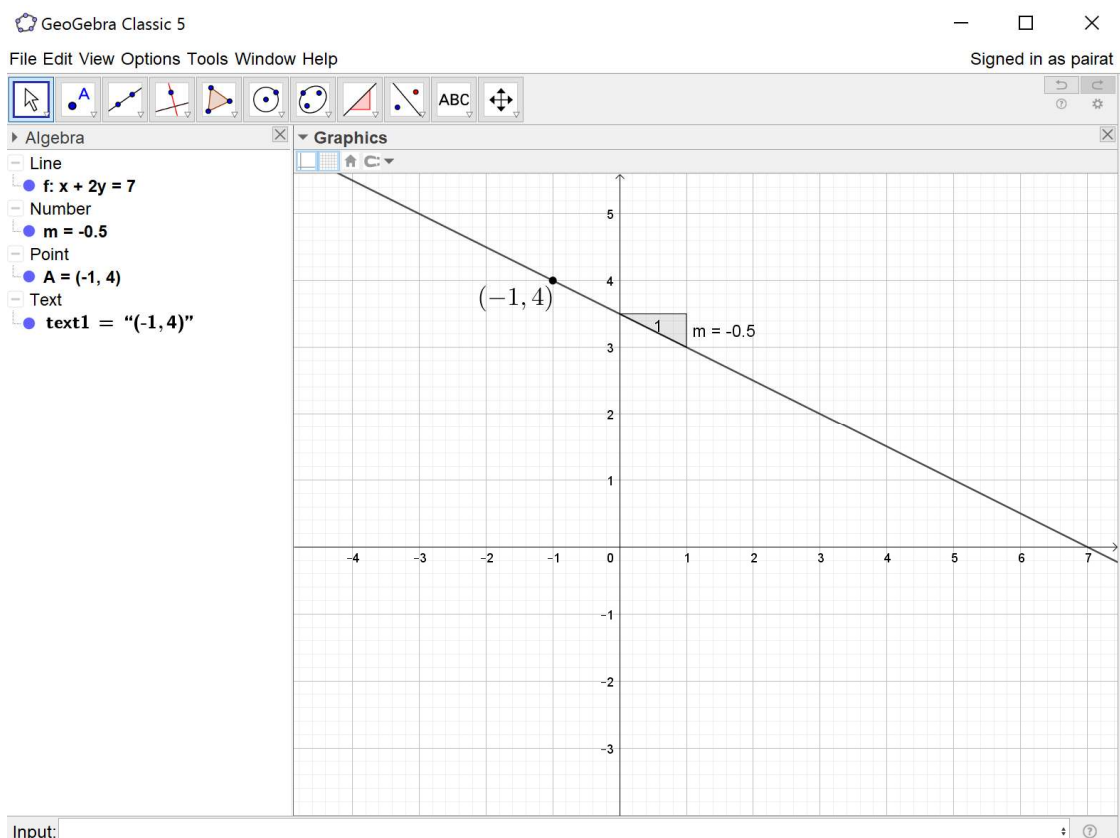 GeoGebra Classic 5
File Edit View Options Tools Window Help
Signed in as pairat
A
ABC
Algebra
Graphics
Line
f: x + 2y = 7
Number
m = -0.5
Point
A = (-1, 4)
Text
text1 = “(-1, 4)”
5
4
(−1, 4)
1
m = -0.5
3
2
1
−4 −3 −2 −1 0 1 2 3 4 5 6 7
−1
−2
−3
Input: